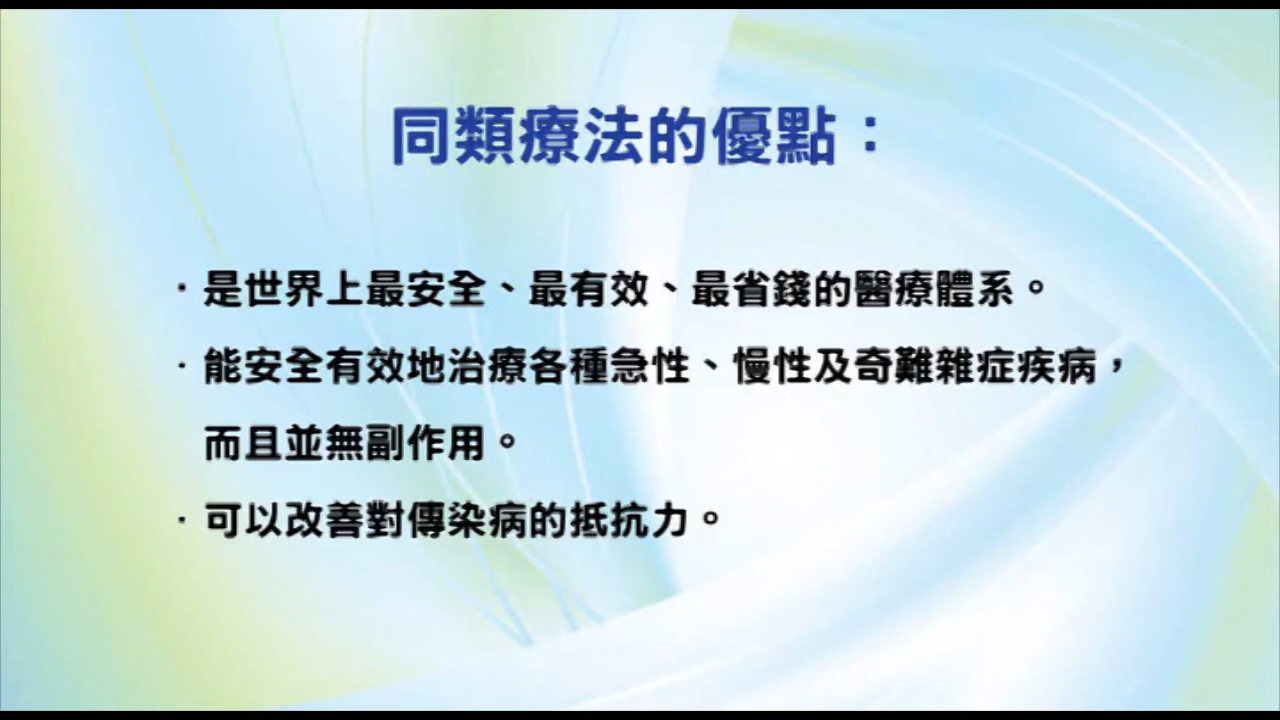 同類療法的優點：
·是世界上最安全、最有效、最省錢的醫療體系。
·能安全有效地治療各種急性、慢性及奇難雜症疾病，
而且並無副作用。
·可以改善對傳染病的抵抗力。